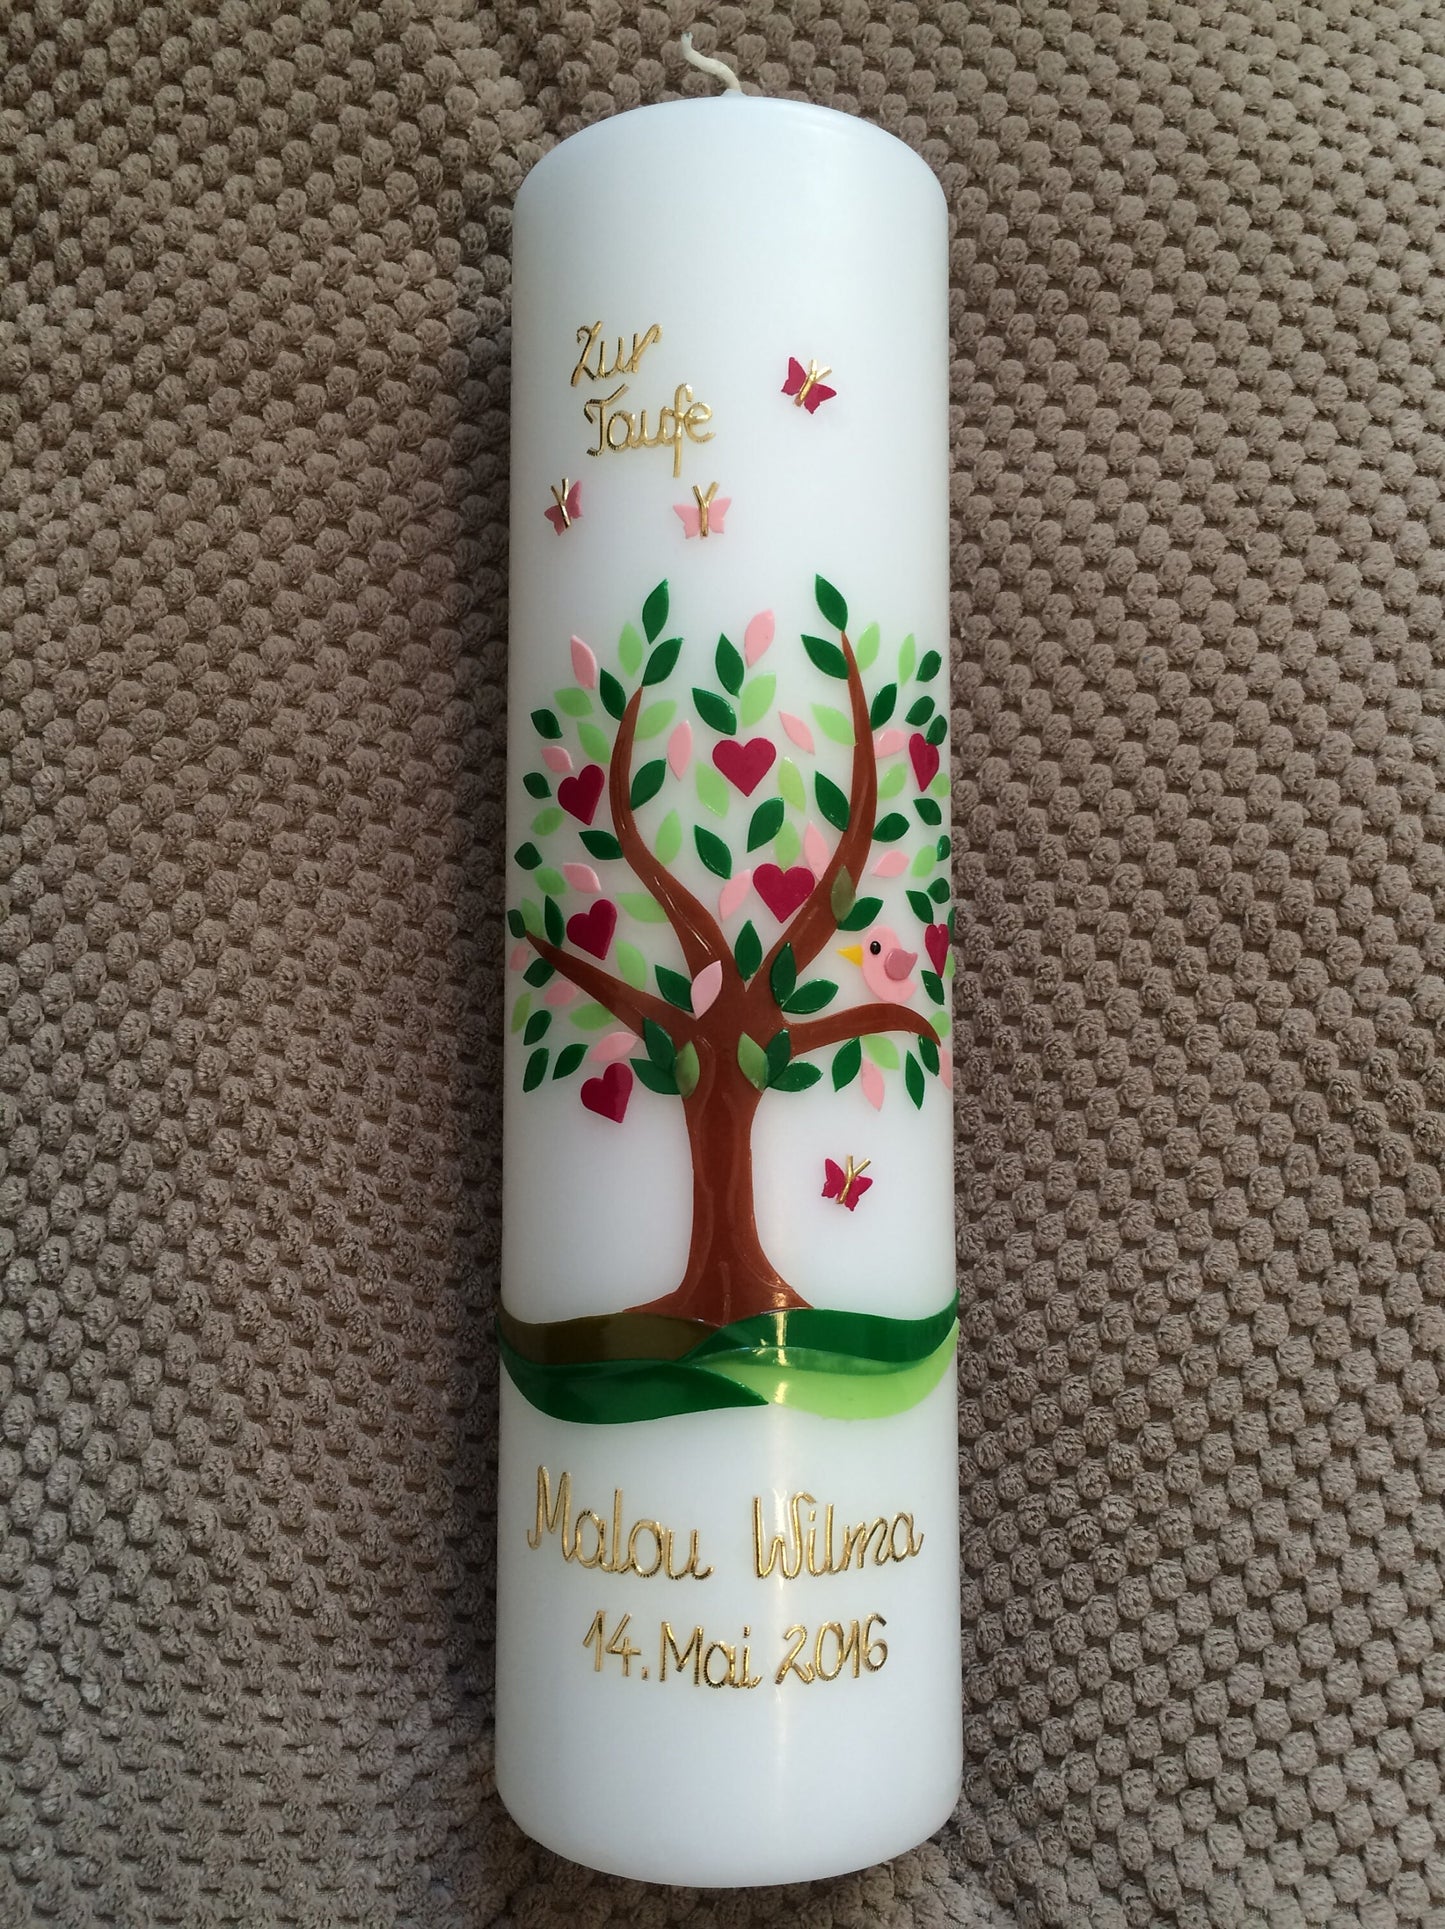 Zur
Taufe
Malou Wilma
14. Mai 2016